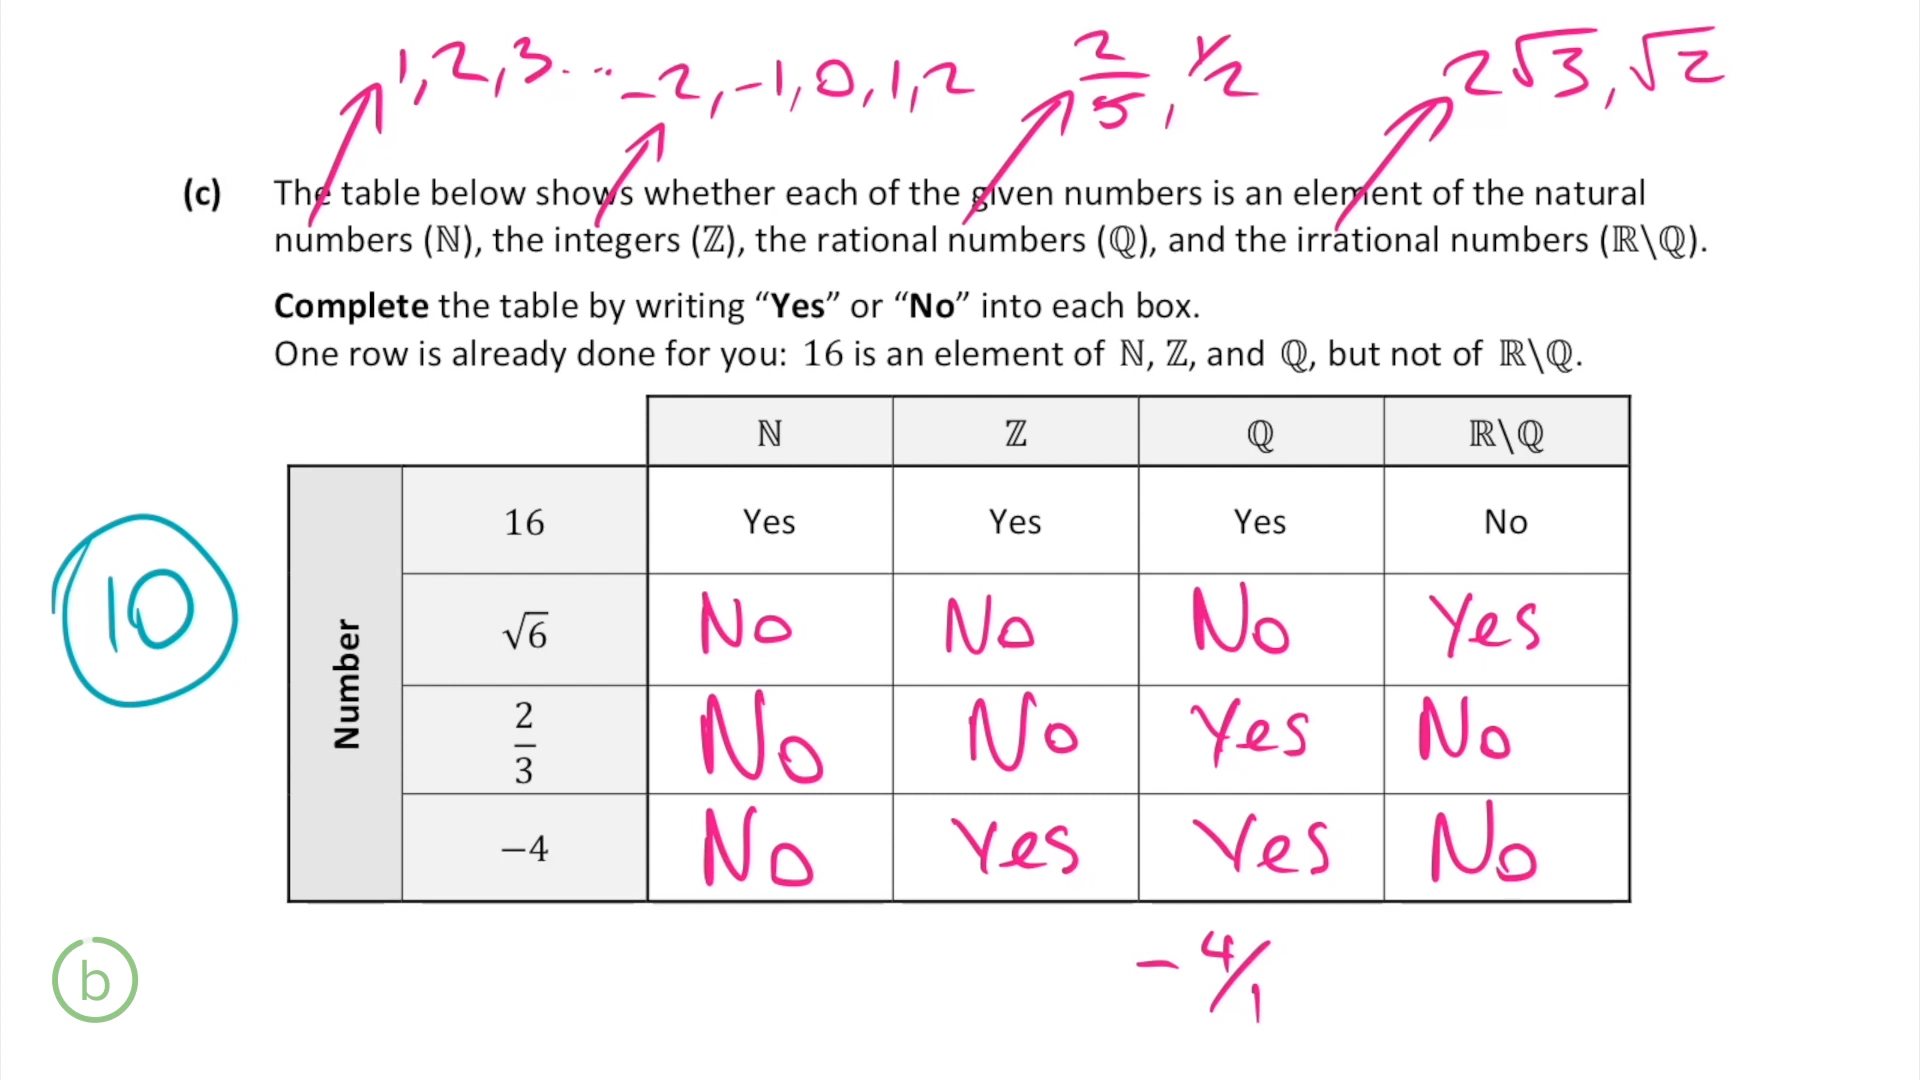 1, 2, 3... -2, -1, 0, 1, 2 2/5, 1/2 2√3, √2
(c) The table below shows whether each of the given numbers is an element of the natural
numbers (ℕ), the integers (ℤ), the rational numbers (ℚ), and the irrational numbers (ℝ\ℚ).
Complete the table by writing “Yes” or “No” into each box.
One row is already done for you: 16 is an element of ℕ, ℤ, and ℚ, but not of ℝ\ℚ.
ℕ ℤ ℚ ℝ\ℚ
Number
16 Yes Yes Yes No
√6 No No No Yes
2/3 No No Yes No
−4 No Yes Yes No
10
-4/1
b